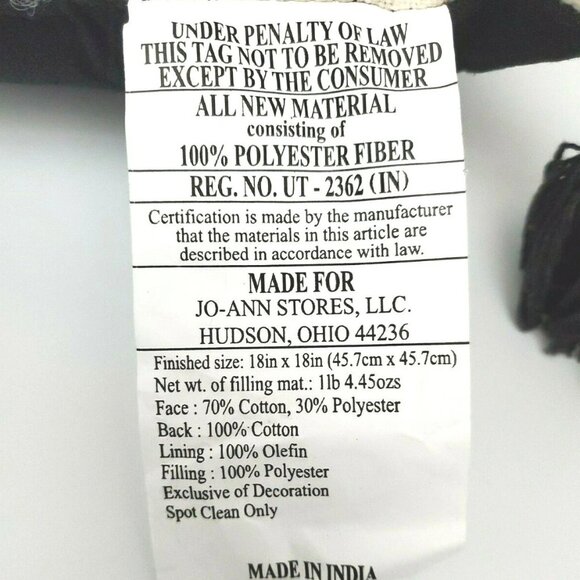 UNDER PENALTY OF LAW
THIS TAG NOT TO BE REMOVED
EXCEPT BY THE CONSUMER
ALL NEW MATERIAL
consisting of
100% POLYESTER FIBER
REG. NO. UT - 2362 (IN)
Certification is made by the manufacturer
that the materials in this article are
described in accordance with law.
MADE FOR
JO-ANN STORES, LLC.
HUDSON, OHIO 44236
Finished size: 18in x 18in (45.7cm x 45.7cm)
Net wt. of filling mat.: 1lb 4.45ozs
Face : 70% Cotton, 30% Polyester
Back : 100% Cotton
Lining : 100% Olefin
Filling : 100% Polyester
Exclusive of Decoration
Spot Clean Only
MADE IN INDIA